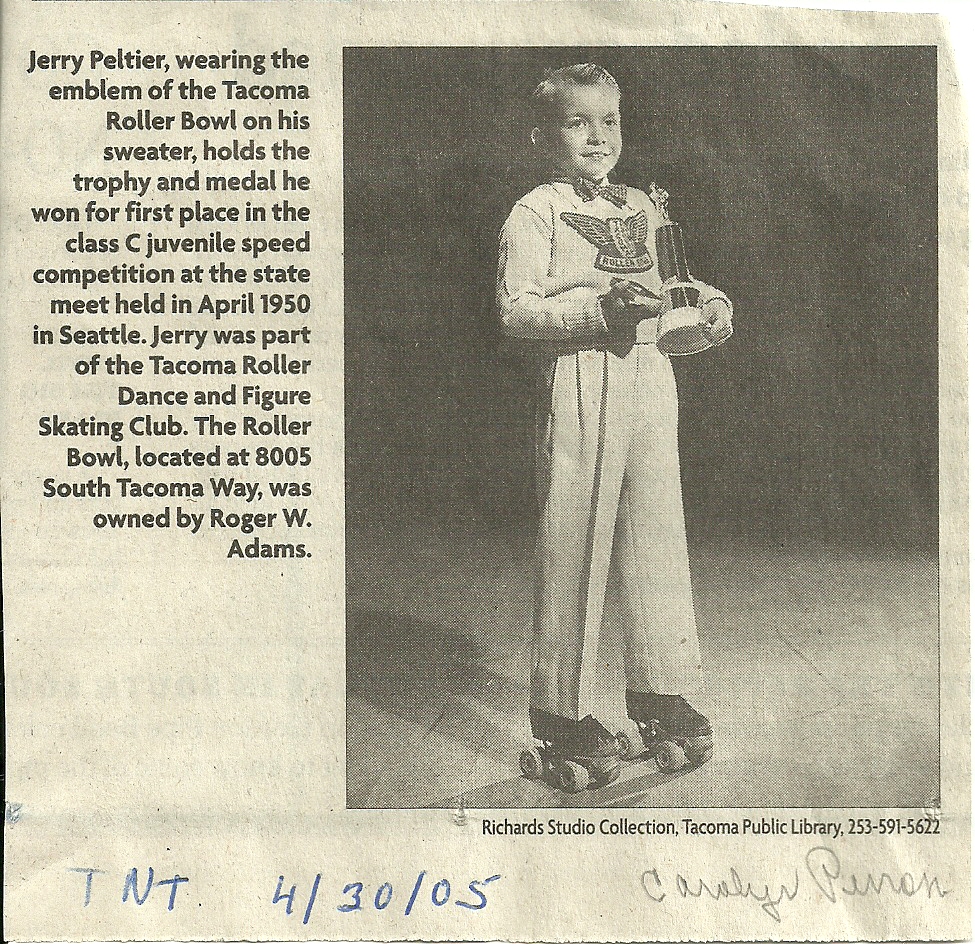 Jerry Peltier, wearing the
emblem of the Tacoma
Roller Bowl on his
sweater, holds the
trophy and medal he
won for first place in the
class C juvenile speed
competition at the state
meet held in April 1950
in Seattle. Jerry was part
of the Tacoma Roller
Dance and Figure
Skating Club. The Roller
Bowl, located at 8005
South Tacoma Way, was
owned by Roger W.
Adams.
ROLLER
Richards Studio Collection, Tacoma Public Library, 253-591-5622
TNT 4/30/05
Carolyn